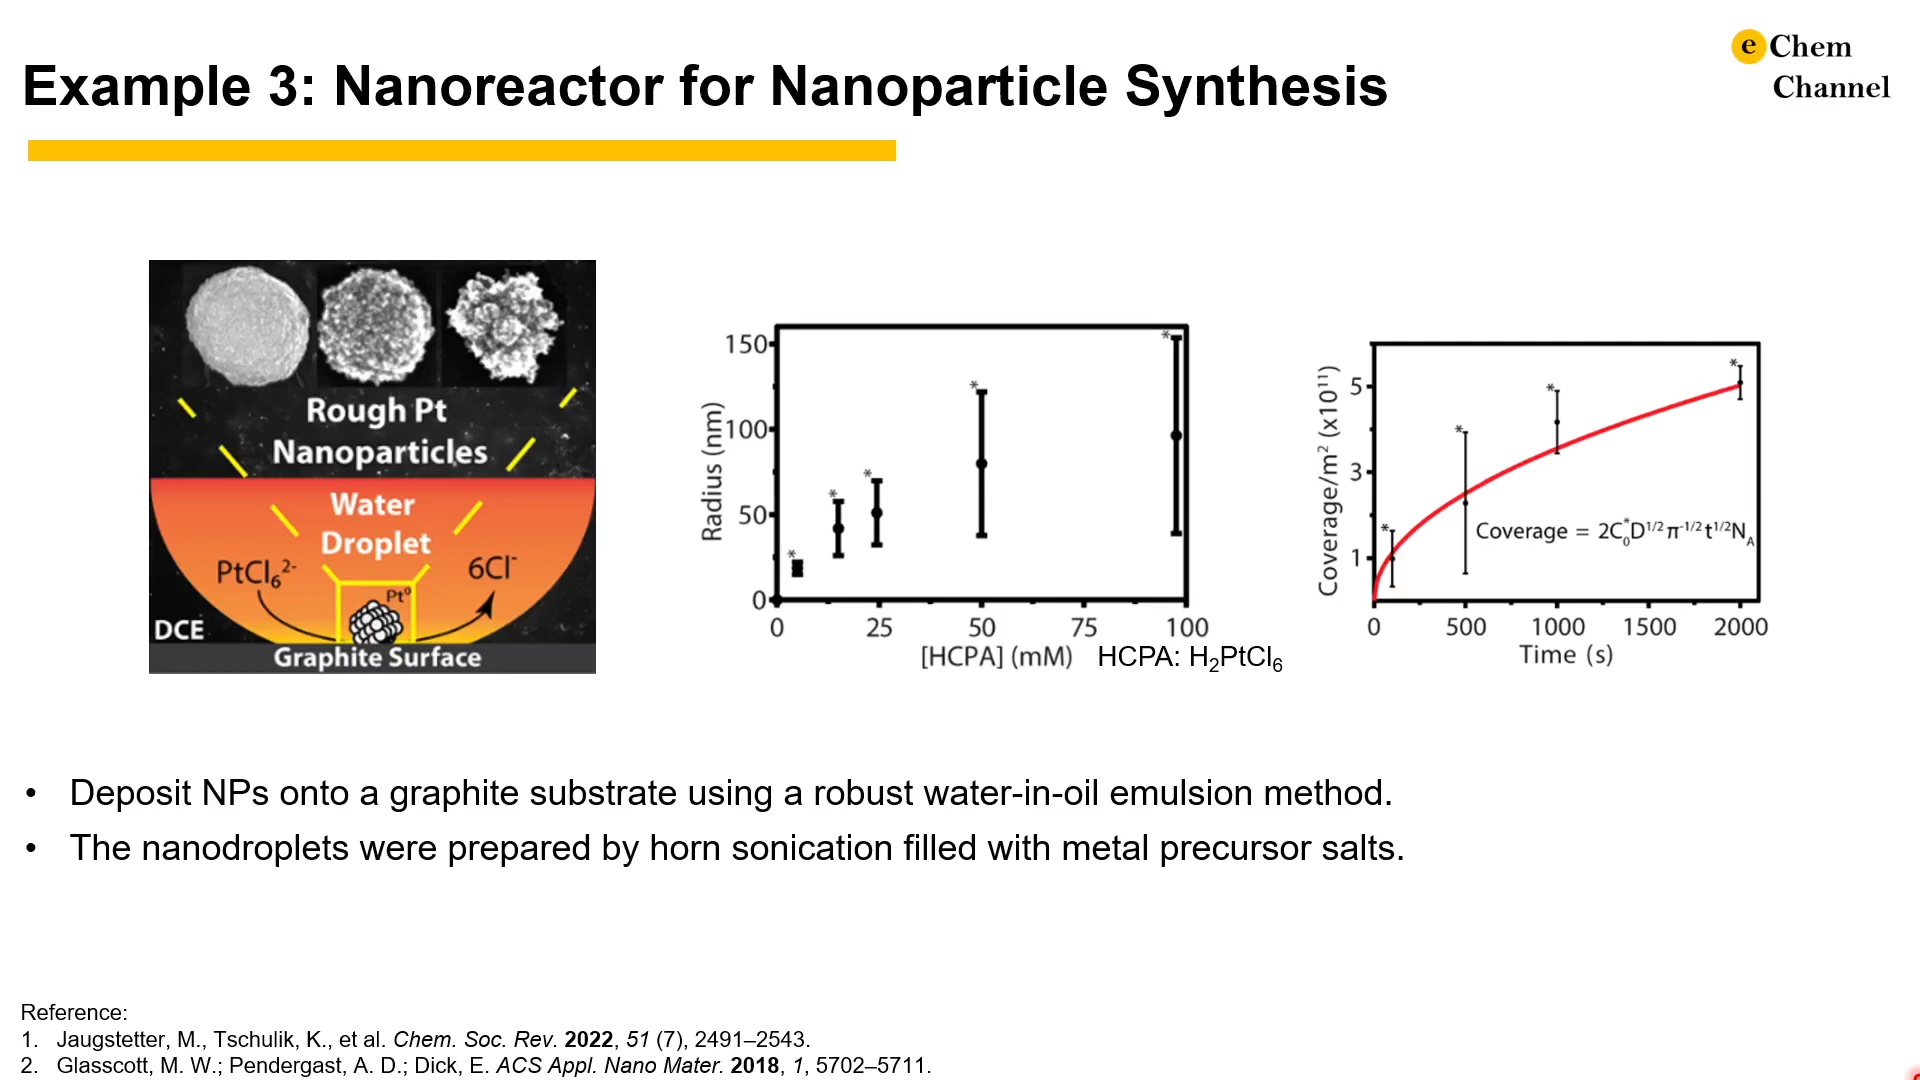 e Chem
Channel
Example 3: Nanoreactor for Nanoparticle Synthesis
Rough Pt
Nanoparticles
Water
Droplet
PtCl₆²⁻
6Cl⁻
Pt⁰
DCE
Graphite Surface
Radius (nm)
150
100
50
0
0 25 50 75 100
[HCPA] (mM) HCPA: H₂PtCl₆
*
*
*
*
*
Coverage/m² (x10¹¹)
5
3
1
*
*
*
*
Coverage = 2C₀*D¹ᐟ²π⁻¹ᐟ²t¹ᐟ²N_A
0 500 1000 1500 2000
Time (s)
• Deposit NPs onto a graphite substrate using a robust water-in-oil emulsion method.
• The nanodroplets were prepared by horn sonication filled with metal precursor salts.
Reference:
1. Jaugstetter, M., Tschulik, K., et al. Chem. Soc. Rev. 2022, 51 (7), 2491–2543.
2. Glasscott, M. W.; Pendergast, A. D.; Dick, E. ACS Appl. Nano Mater. 2018, 1, 5702–5711.